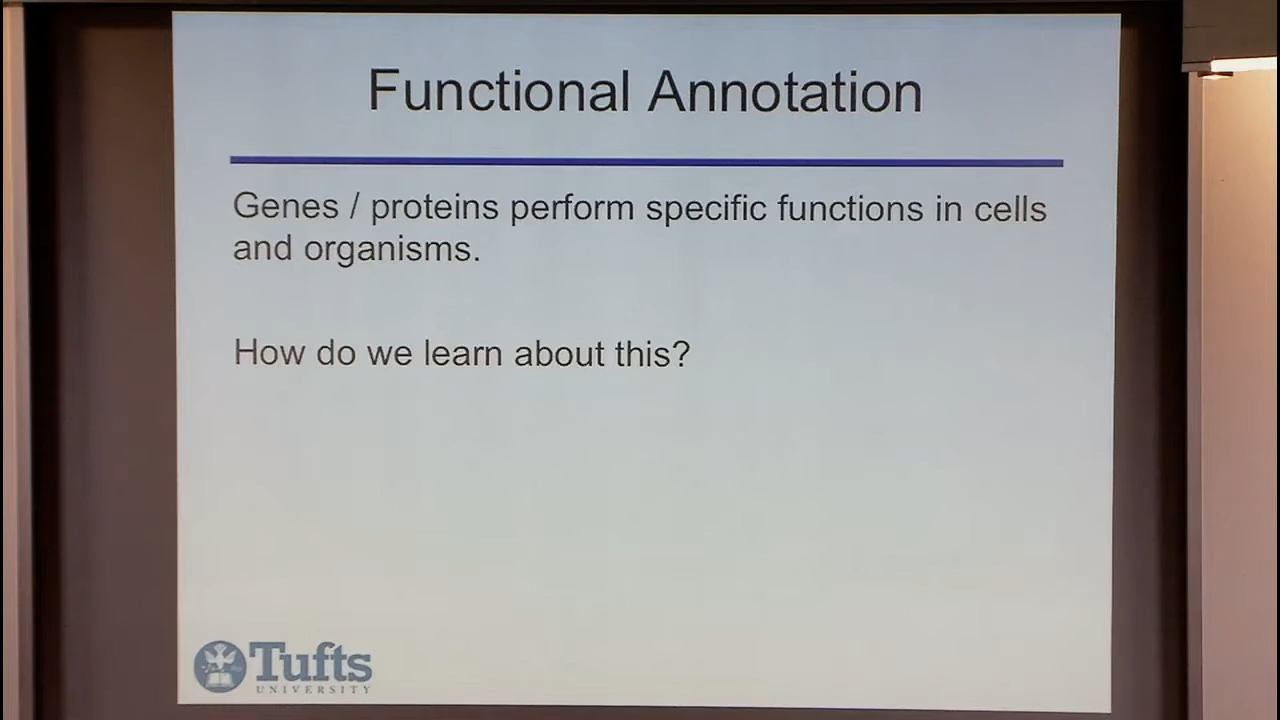 Functional Annotation
Genes / proteins perform specific functions in cells
and organisms.
How do we learn about this?
Tufts
UNIVERSITY